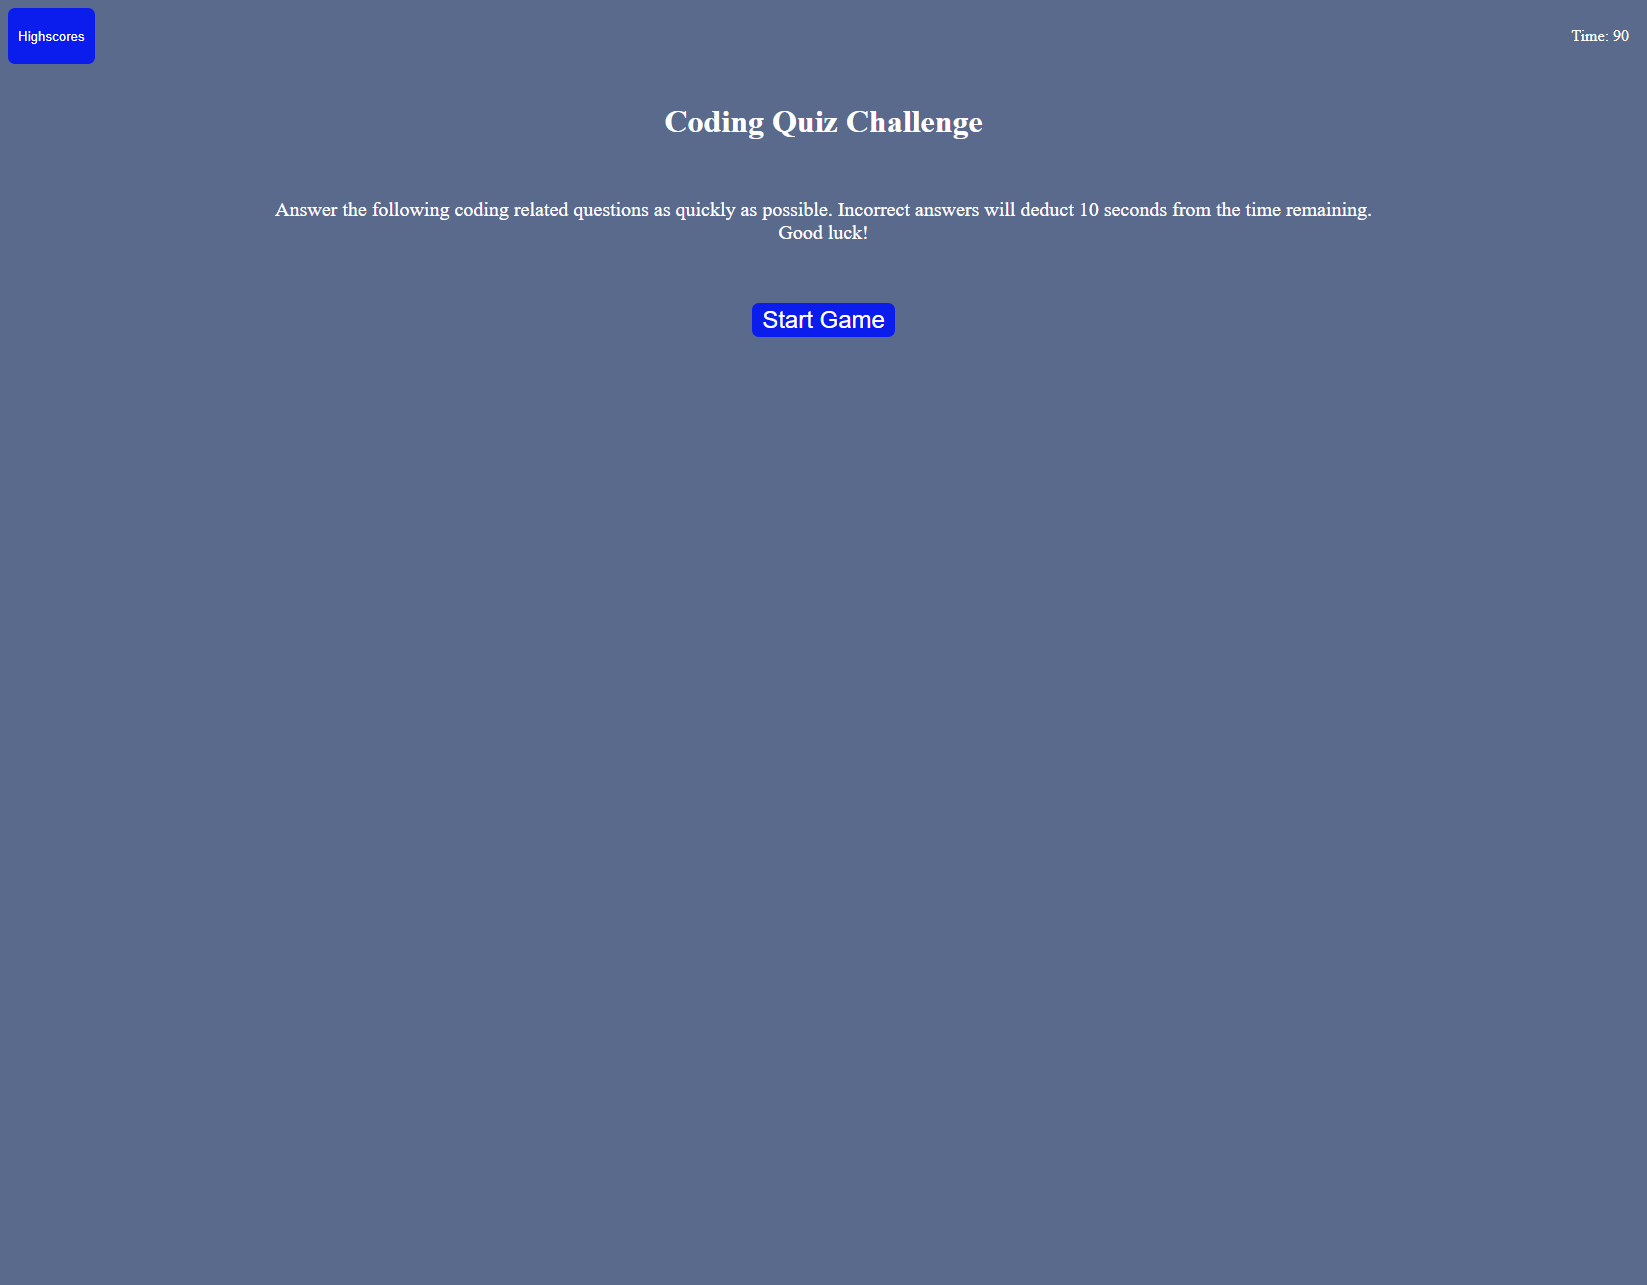 Highscores
Time: 90
Coding Quiz Challenge
Answer the following coding related questions as quickly as possible. Incorrect answers will deduct 10 seconds from the time remaining.
Good luck!
Start Game